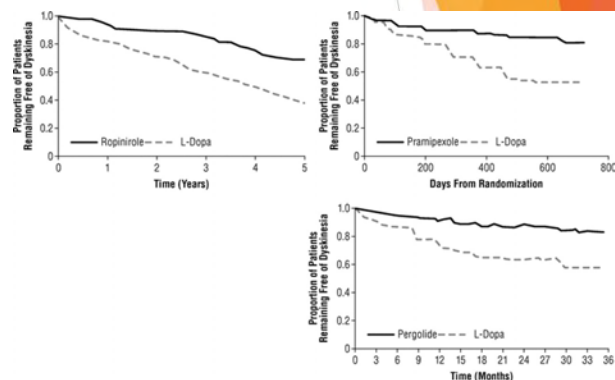 Proportion of Patients
Remaining Free of Dyskinesia
1.0
0.8
0.6
0.4
0.2
0
Ropinirole L-Dopa
0 1 2 3 4 5
Time (Years)
Proportion of Patients
Remaining Free of Dyskinesia
1.0
0.8
0.6
0.4
0.2
0
Pramipexole L-Dopa
0 200 400 600 800
Days From Randomization
Proportion of Patients
Remaining Free of Dyskinesia
1.0
0.8
0.6
0.4
0.2
0
Pergolide L-Dopa
0 3 6 9 12 15 18 21 24 27 30 33 36
Time (Months)